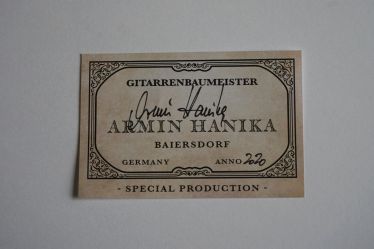 GITARRENBAUMEISTER
Armin Hanika
ARMIN HANIKA
BAIERSDORF
GERMANY ANNO 2020
- SPECIAL PRODUCTION -